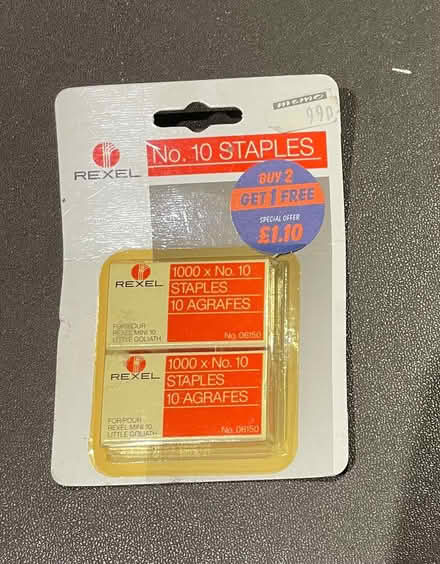 memo
99p
REXEL
No. 10 STAPLES
BUY 2
GET 1 FREE
SPECIAL OFFER
£1.10
REXEL
1000 x No. 10
STAPLES
10 AGRAFES
FOR/POUR
REXEL MINI 10
LITTLE GOLIATH
No. 06150
REXEL
1000 x No. 10
STAPLES
10 AGRAFES
FOR/POUR
REXEL MINI 10
LITTLE GOLIATH
No. 06150